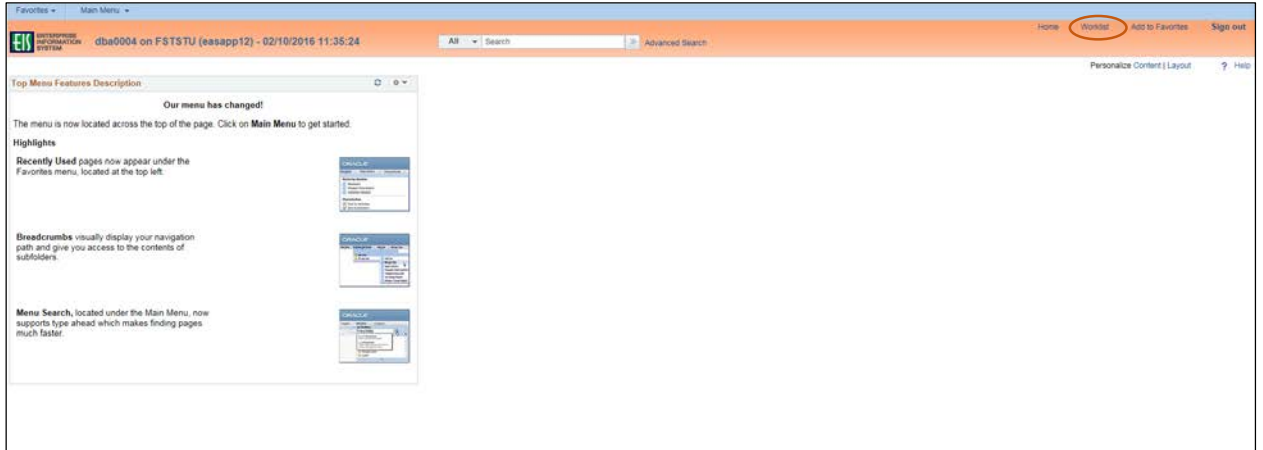 Favorites
Main Menu
Home
Worklist
Add to Favorites
Sign out
EIS ENTERPRISE INFORMATION SYSTEM
dba0004 on FSTSTU (easapp12) - 02/10/2016 11:35:24
All
Search
Advanced Search
Personalize Content | Layout
? Help
Top Menu Features Description
Our menu has changed!
The menu is now located across the top of the page. Click on Main Menu to get started.
Highlights
Recently Used pages now appear under the
Favorites menu, located at the top left.
ORACLE
Breadcrumbs visually display your navigation
path and give you access to the contents of
subfolders.
ORACLE
Menu Search, located under the Main Menu, now
supports type ahead which makes finding pages
much faster.
ORACLE